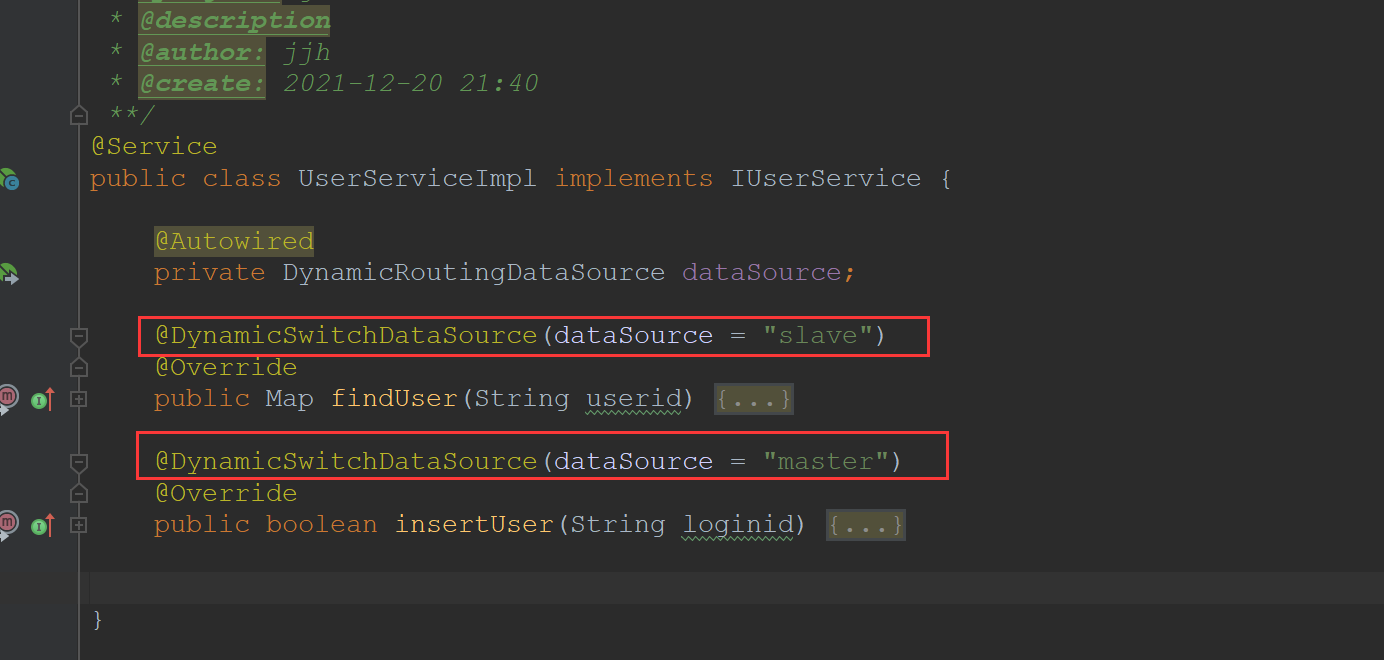 * @description
* @author: jjh
* @create: 2021-12-20 21:40
**/
@Service
public class UserServiceImpl implements IUserService {
@Autowired
private DynamicRoutingDataSource dataSource;
@DynamicSwitchDataSource(dataSource = "slave")
@Override
public Map findUser(String userid) {...}
@DynamicSwitchDataSource(dataSource = "master")
@Override
public boolean insertUser(String loginid) {...}
}